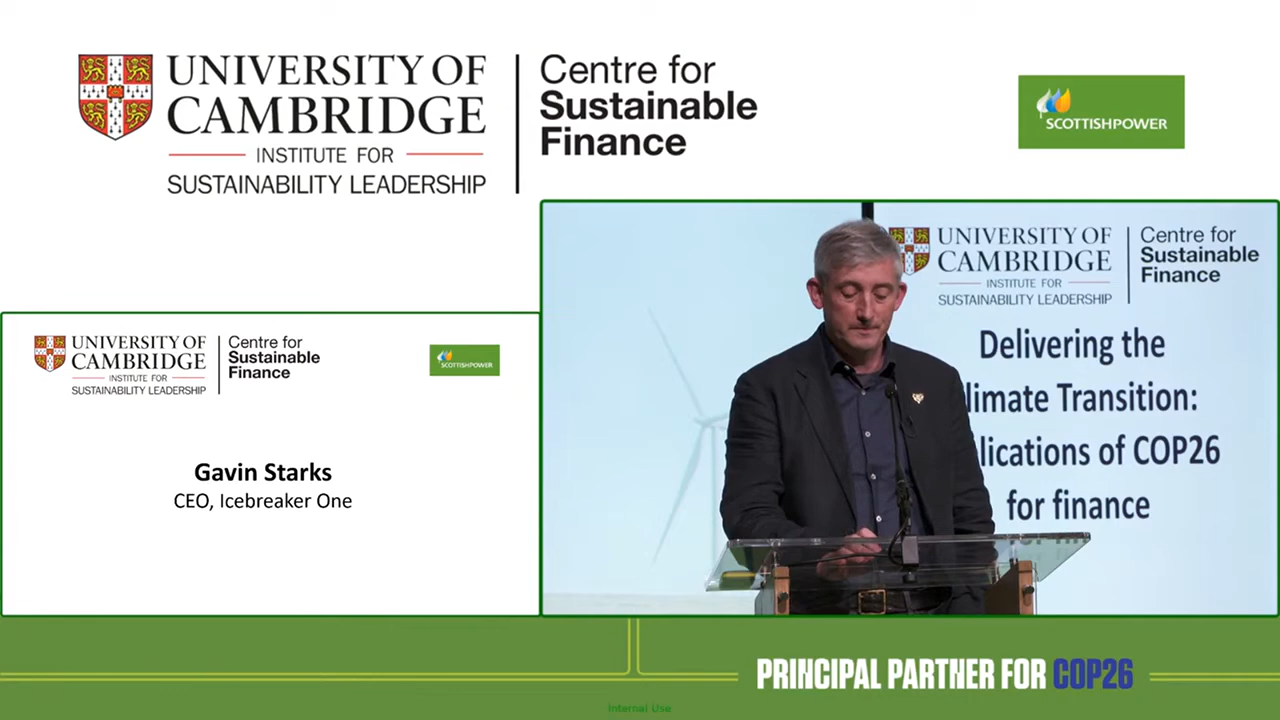 UNIVERSITY OF
CAMBRIDGE
INSTITUTE FOR
SUSTAINABILITY LEADERSHIP
Centre for
Sustainable
Finance
SCOTTISHPOWER
UNIVERSITY OF
CAMBRIDGE
INSTITUTE FOR
SUSTAINABILITY LEADERSHIP
Centre for
Sustainable
Finance
SCOTTISHPOWER
Gavin Starks
CEO, Icebreaker One
UNIVERSITY OF
CAMBRIDGE
INSTITUTE FOR
SUSTAINABILITY LEADERSHIP
Centre for
Sustainable
Finance
Delivering the
limate Transition:
lications of COP26
for finance
PRINCIPAL PARTNER FOR COP26
Internal Use